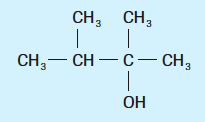 CH₃ CH₃
CH₃ — CH — C — CH₃
OH